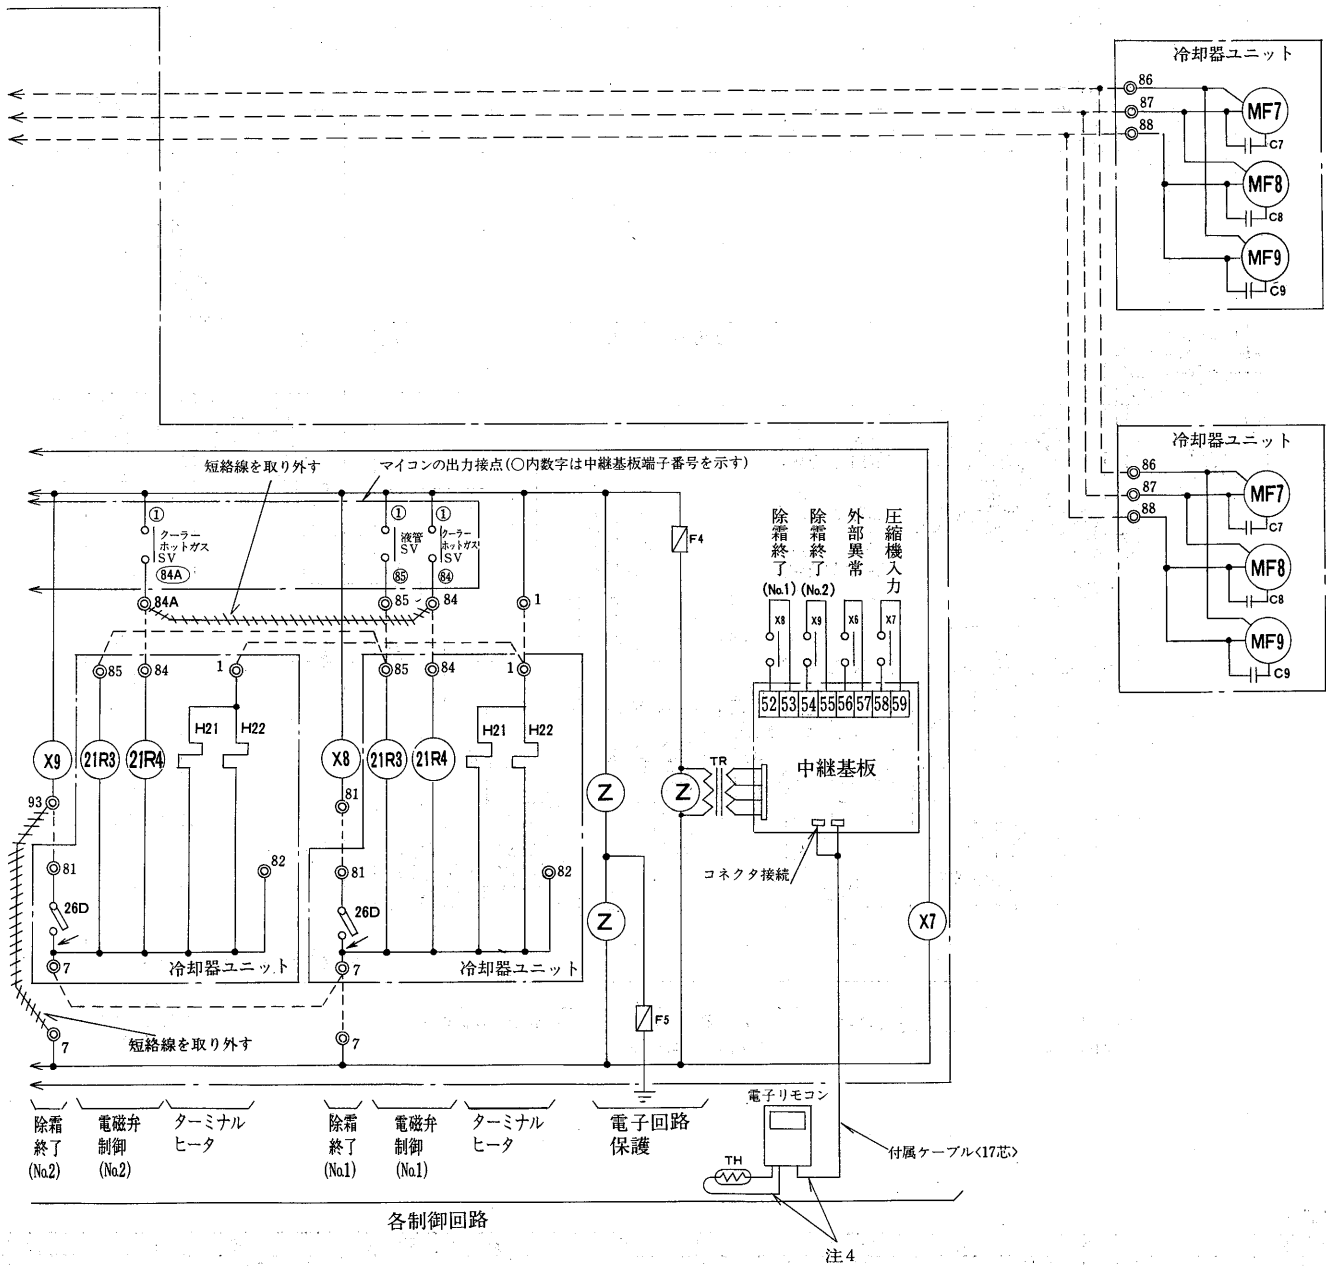 冷却器ユニット
86
87
88
MF7
C7
MF8
C8
MF9
C9
冷却器ユニット
86
87
88
MF7
C7
MF8
C8
MF9
C9
短絡線を取り外す
マイコンの出力接点(○内数字は中継基板端子番号を示す)
①
クーラー
ホットガス
SV
84A
84A
①
液管
SV
85
85
①
クーラー
ホットガス
SV
84
84
1
F4
除霜終了
(No.1)
除霜終了
(No.2)
外部異常
圧縮機入力
X8
X9
X6
X7
52
53
54
55
56
57
58
59
85
84
1
85
84
1
H21
H22
H21
H22
X9
21R3
21R4
X8
21R3
21R4
Z
Z
TR
中継基板
93
81
81
81
82
82
コネクタ接続
26D
26D
Z
X7
7
冷却器ユニット
7
冷却器ユニット
F5
7
短絡線を取り外す
7
除霜
終了
(No.2)
電磁弁
制御
(No.2)
ターミナル
ヒータ
除霜
終了
(No.1)
電磁弁
制御
(No.1)
ターミナル
ヒータ
電子回路
保護
電子リモコン
TH
付属ケーブル<17芯>
各制御回路
注4